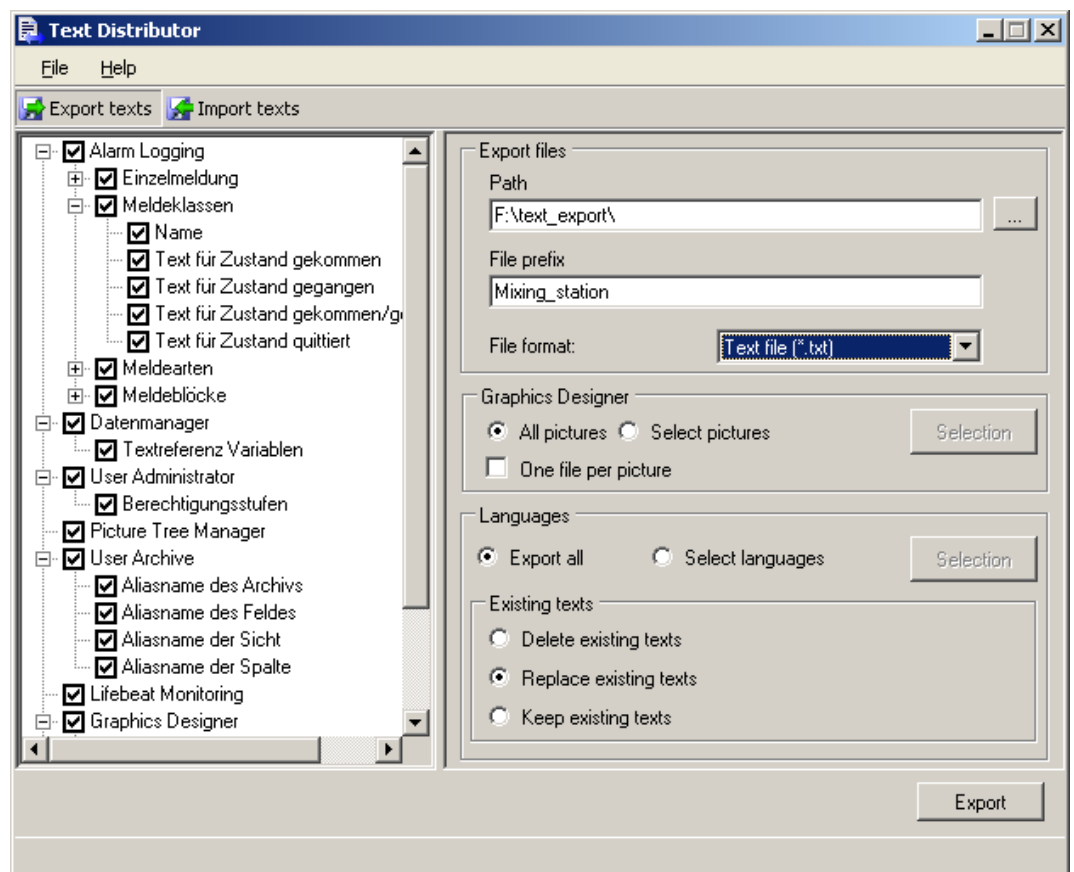 Text Distributor
File Help
Export texts Import texts
Alarm Logging
Einzelmeldung
Meldeklassen
Name
Text für Zustand gekommen
Text für Zustand gegangen
Text für Zustand gekommen/g
Text für Zustand quittiert
Meldearten
Meldeblöcke
Datenmanager
Textreferenz Variablen
User Administrator
Berechtigungsstufen
Picture Tree Manager
User Archive
Aliasname des Archivs
Aliasname des Feldes
Aliasname der Sicht
Aliasname der Spalte
Lifebeat Monitoring
Graphics Designer
Export files
Path
F:\text_export\
...
File prefix
Mixing_station
File format: Text file (*.txt)
Graphics Designer
All pictures Select pictures Selection
One file per picture
Languages
Export all Select languages Selection
Existing texts
Delete existing texts
Replace existing texts
Keep existing texts
Export